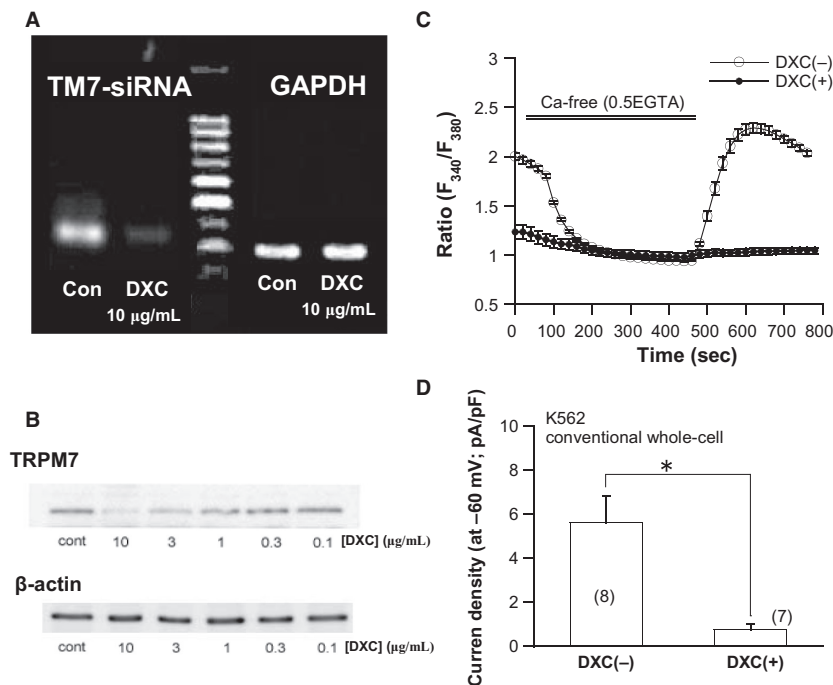 A
TM7-siRNA GAPDH
Con DXC
10 μg/mL
Con DXC
10 μg/mL
B
TRPM7
cont 10 3 1 0.3 0.1 [DXC] (μg/mL)
β-actin
cont 10 3 1 0.3 0.1 [DXC] (μg/mL)
C
DXC(–)
DXC(+)
Ca-free (0.5EGTA)
Ratio (F340/F380)
3
2.5
2
1.5
1
0.5
0 100 200 300 400 500 600 700 800
Time (sec)
D
K562
conventional whole-cell
Curren density (at –60 mV; pA/pF)
10
8
6
4
2
0
*
(8)
(7)
DXC(–) DXC(+)